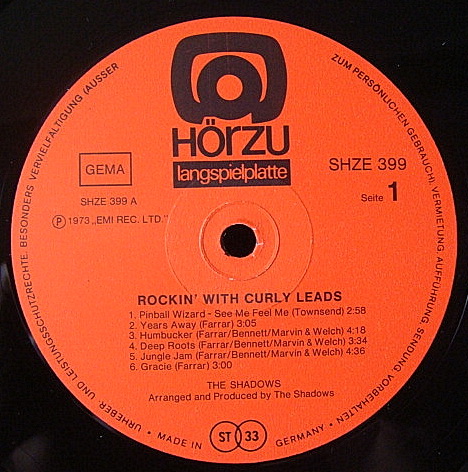 HÖRZU
langspielplatte
GEMA
SHZE 399 A
Ⓟ 1973 „EMI REC. LTD."
SHZE 399
Seite 1
ROCKIN' WITH CURLY LEADS
1. Pinball Wizard - See Me Feel Me (Townsend) 2:58
2. Years Away (Farrar) 3:05
3. Humbucker (Farrar/Bennett/Marvin & Welch) 4:18
4. Deep Roots (Farrar/Bennett/Marvin & Welch) 3:34
5. Jungle Jam (Farrar/Bennett/Marvin & Welch) 4:36
6. Gracie (Farrar) 3:00
THE SHADOWS
Arranged and Produced by The Shadows
URHEBER- UND LEISTUNGSSCHUTZRECHTE, BESONDERS VERVIELFÄLTIGUNG (AUSSER
ZUM PERSÖNLICHEN GEBRAUCH), VERMIETUNG, AUFFÜHRUNG, SENDUNG, VORBEHALTEN
• MADE IN
ST 33
GERMANY •